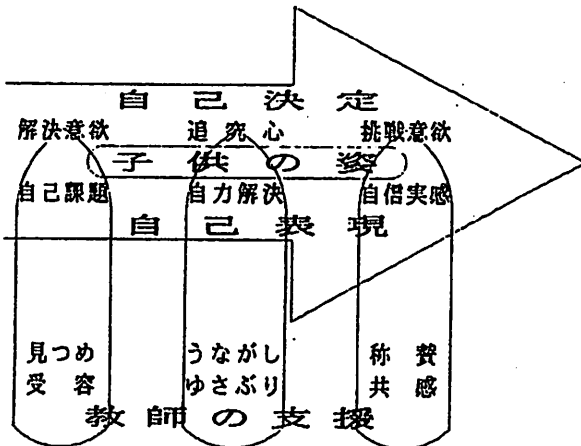 自己決定
解決意欲 追究心 挑戦意欲
子供の姿
自己課題 自力解決 自信実感
自己表現
見つめ うながし 称賛
受容 ゆさぶり 共感
教師の支援